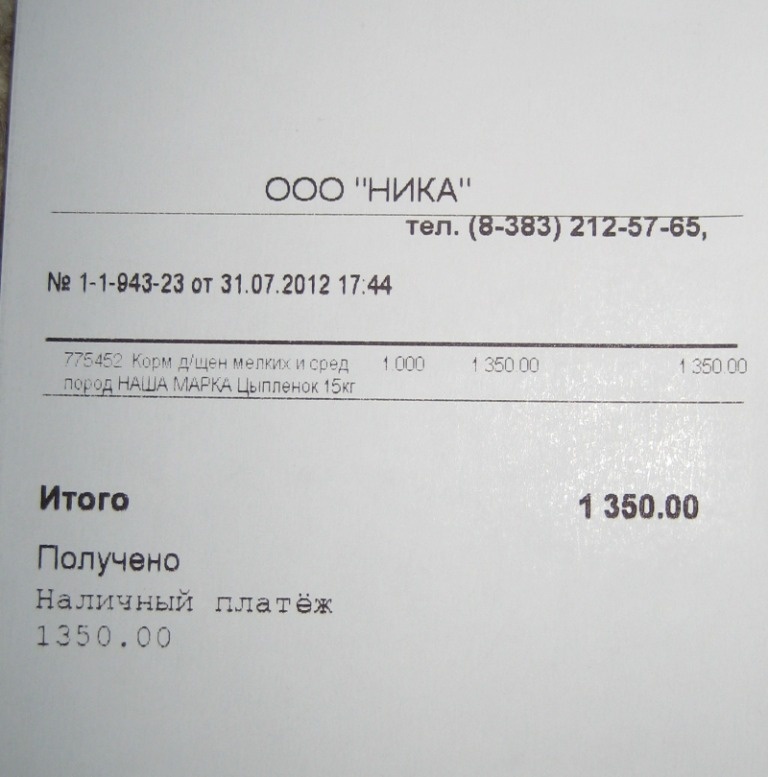 ООО "НИКА"
тел. (8-383) 212-57-65,
№ 1-1-943-23 от 31.07.2012 17:44
775452 Корм д/щен мелких и сред 1.000 1 350.00 1 350.00
пород НАША МАРКА Цыпленок 15кг
Итого 1 350.00
Получено
Наличный платёж
1350.00